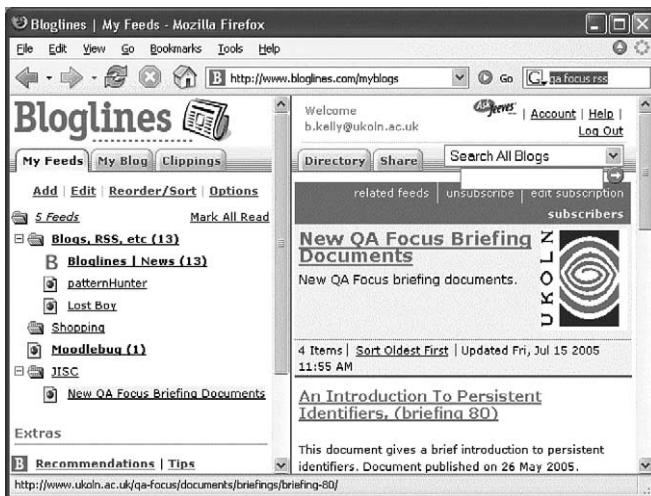 Bloglines | My Feeds - Mozilla Firefox
File Edit View Go Bookmarks Tools Help
B http://www.bloglines.com/myblogs Go G qa focus rss
Bloglines
Welcome
b.kelly@ukoln.ac.uk
Ask Jeeves | Account | Help |
Log Out
My Feeds My Blog Clippings
Add | Edit | Reorder/Sort | Options
5 Feeds Mark All Read
Blogs, RSS, etc (13)
B Bloglines | News (13)
patternHunter
Lost Boy
Shopping
Moodlebug (1)
JISC
New QA Focus Briefing Documents
Extras
B Recommendations | Tips
Directory Share Search All Blogs
related feeds | unsubscribe | edit subscription
subscribers
New QA Focus Briefing
Documents
New QA Focus briefing documents.
UKOLN
4 Items | Sort Oldest First | Updated Fri, Jul 15 2005
11:55 AM
An Introduction To Persistent
Identifiers, (briefing 80)
This document gives a brief introduction to persistent
identifiers. Document published on 26 May 2005.
http://www.ukoln.ac.uk/qa-focus/documents/briefings/briefing-80/